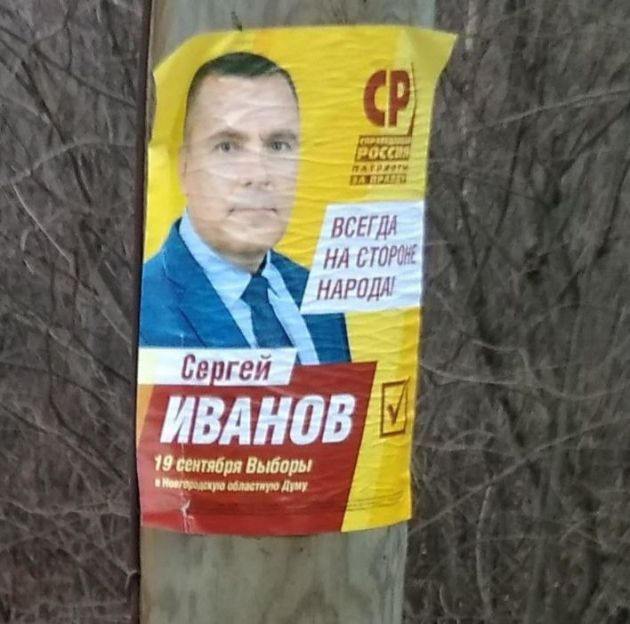 СР
СПРАВЕДЛИВАЯ
РОССИЯ
ПАТРИОТЫ
ЗА ПРАВДУ
ВСЕГДА
НА СТОРОНЕ
НАРОДА!
Сергей
ИВАНОВ
19 сентября Выборы
в Новгородскую областную Думу